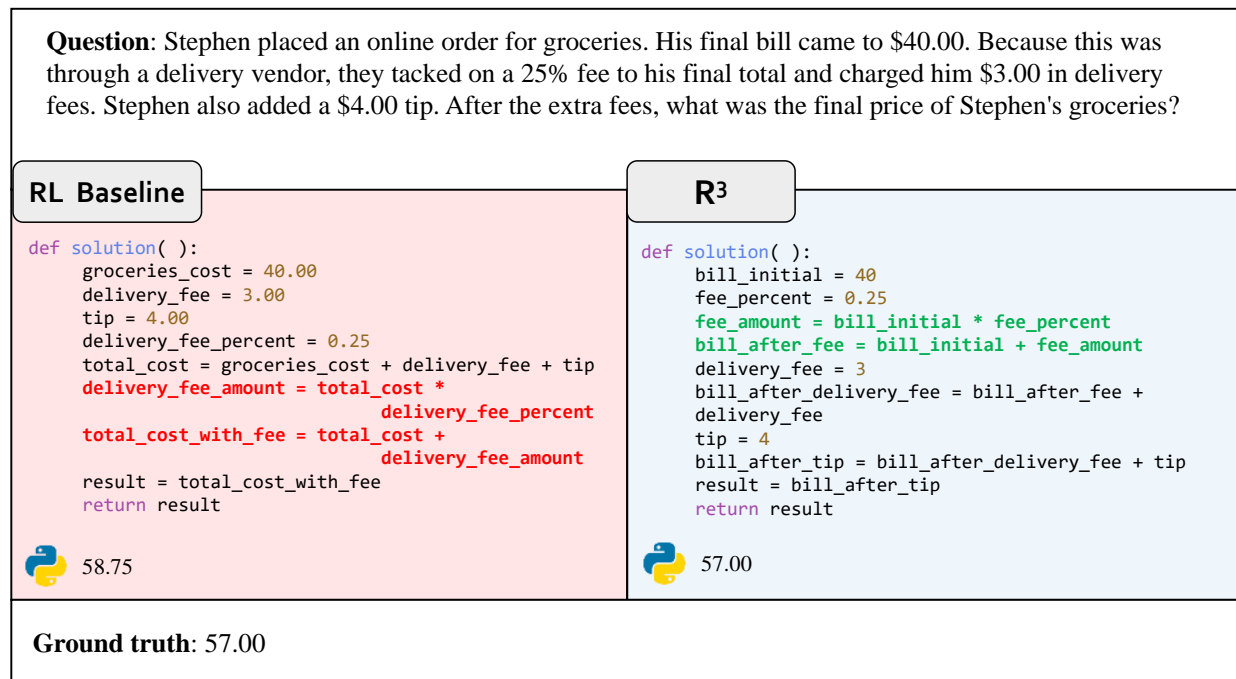 Question: Stephen placed an online order for groceries. His final bill came to $40.00. Because this was
through a delivery vendor, they tacked on a 25% fee to his final total and charged him $3.00 in delivery
fees. Stephen also added a $4.00 tip. After the extra fees, what was the final price of Stephen's groceries?
RL Baseline
def solution( ):
groceries_cost = 40.00
delivery_fee = 3.00
tip = 4.00
delivery_fee_percent = 0.25
total_cost = groceries_cost + delivery_fee + tip
delivery_fee_amount = total_cost *
delivery_fee_percent
total_cost_with_fee = total_cost +
delivery_fee_amount
result = total_cost_with_fee
return result
58.75
R³
def solution( ):
bill_initial = 40
fee_percent = 0.25
fee_amount = bill_initial * fee_percent
bill_after_fee = bill_initial + fee_amount
delivery_fee = 3
bill_after_delivery_fee = bill_after_fee +
delivery_fee
tip = 4
bill_after_tip = bill_after_delivery_fee + tip
result = bill_after_tip
return result
57.00
Ground truth: 57.00